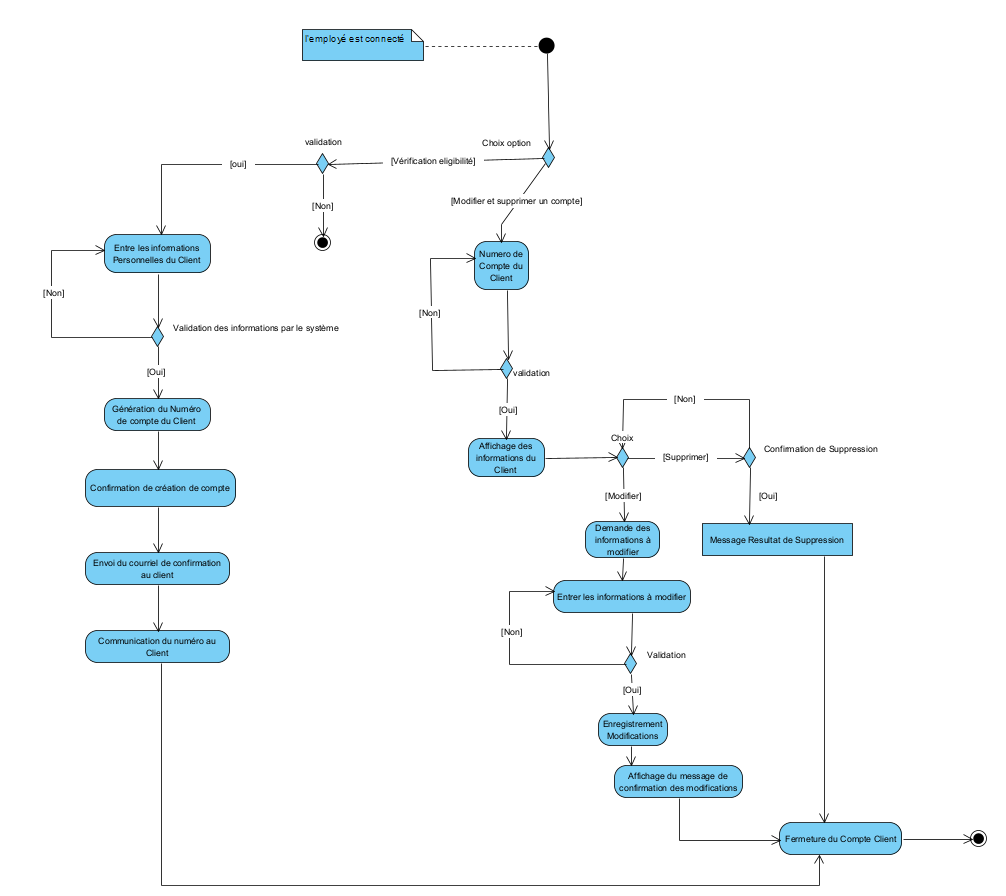 l'employé est connecté
validation
Choix option
[oui]
[Vérification eligibilité]
[Non]
[Modifier et supprimer un compte]
Entre les informations
Personnelles du Client
Numero de
Compte du
Client
[Non]
[Non]
Validation des informations par le système
[Oui]
validation
Génération du Numéro
de compte du Client
[Oui]
[Non]
Choix
Affichage des
informations du
Client
[Supprimer]
Confirmation de Suppression
Confirmation de création de compte
[Modifier]
[Oui]
Demande des
informations à
modifier
Message Resultat de Suppression
Envoi du courriel de confirmation
au client
Entrer les informations à modifier
[Non]
Communication du numéro au
Client
Validation
[Oui]
Enregistrement
Modifications
Affichage du message de
confirmation des modifications
Fermeture du Compte Client